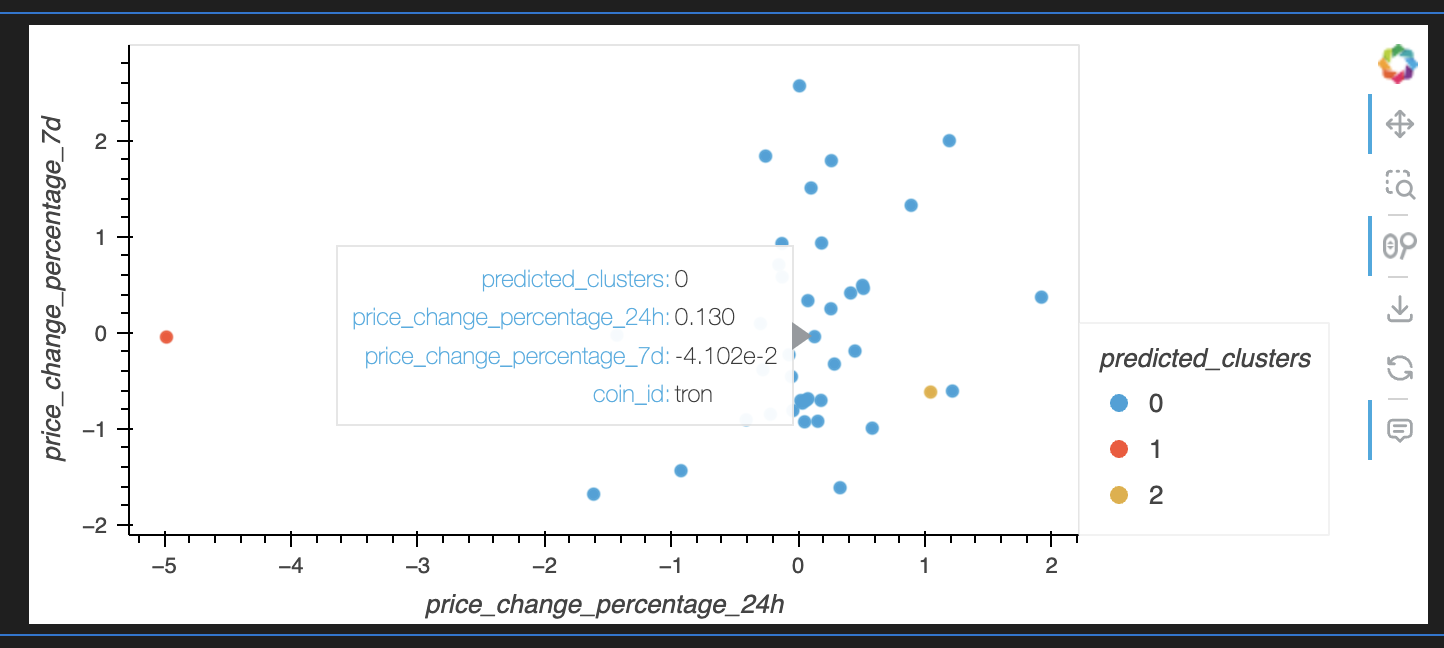 price_change_percentage_7d
2
1
0
−1
−2
predicted_clusters: 0
price_change_percentage_24h: 0.130
price_change_percentage_7d: -4.102e-2
coin_id: tron
predicted_clusters
0
1
2
−5
−4
−3
−2
−1
0
1
2
price_change_percentage_24h